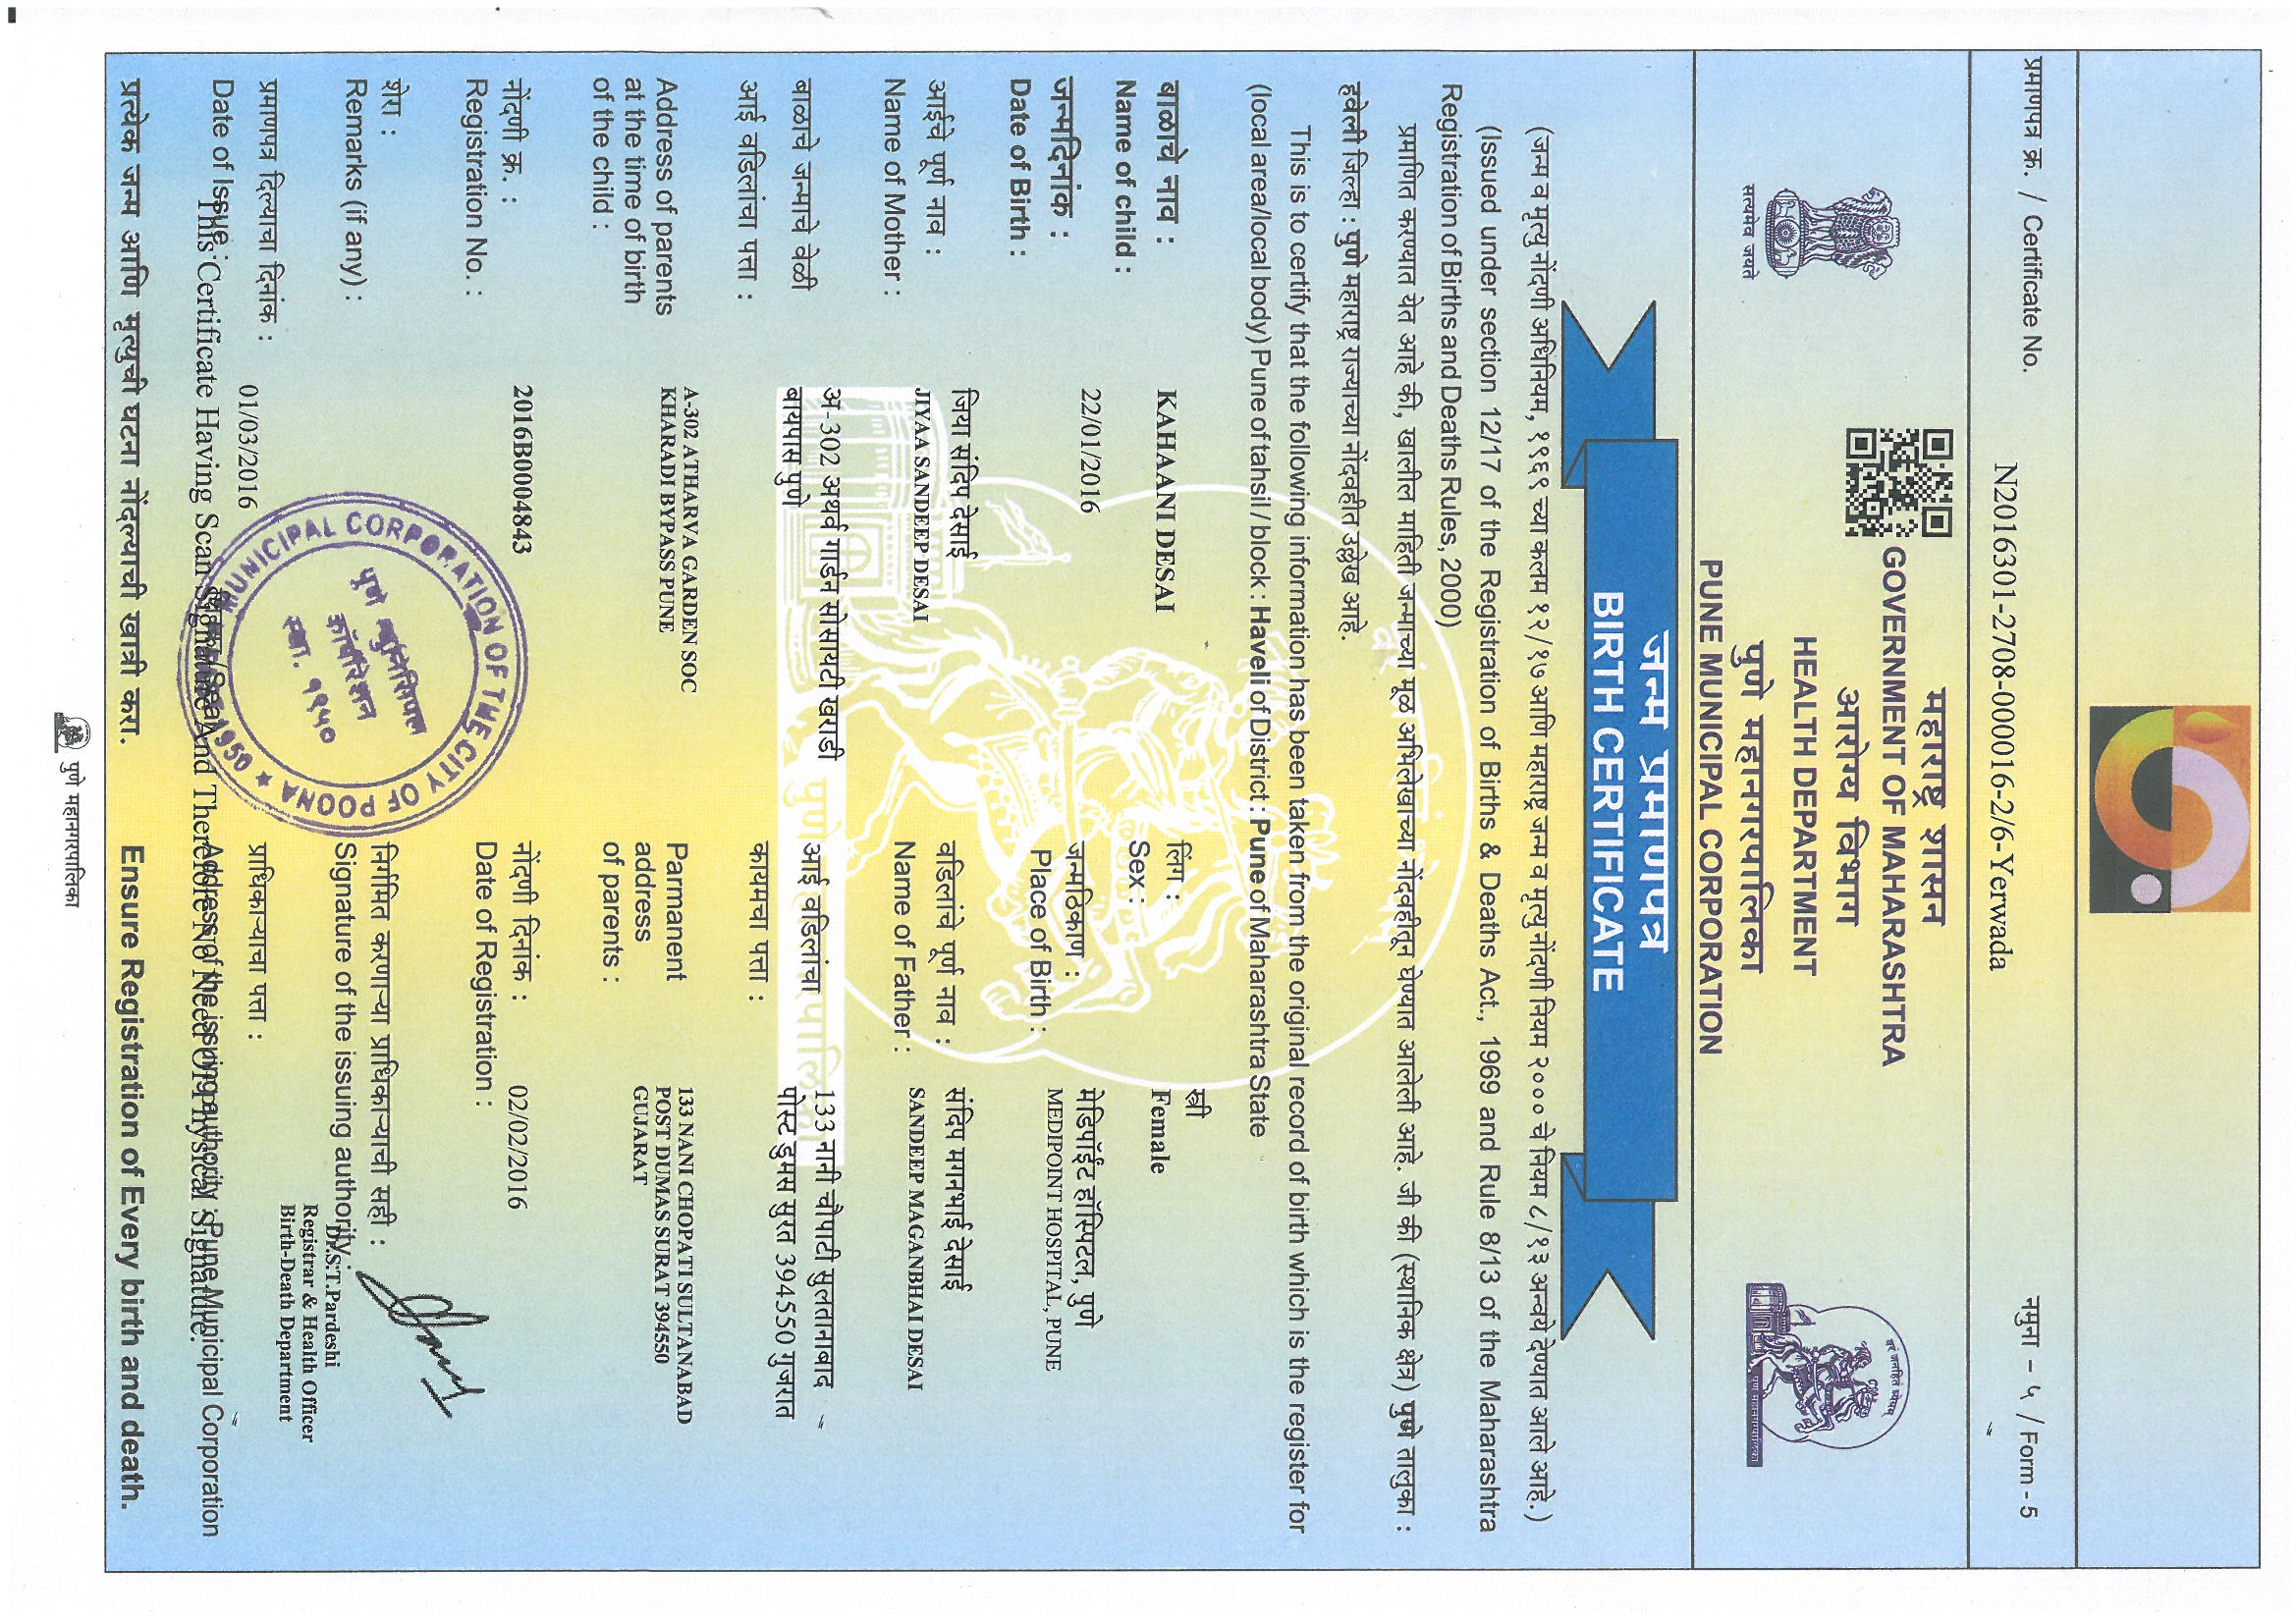 प्रमाणपत्र क्र. / Certificate No. N2016301-2708-000016-2/6-Yerwada नमुना – ५ / Form - 5
महाराष्ट्र शासन
GOVERNMENT OF MAHARASHTRA
आरोग्य विभाग
HEALTH DEPARTMENT
पुणे महानगरपालिका
PUNE MUNICIPAL CORPORATION
सत्यमेव जयते
जन्म प्रमाणपत्र
BIRTH CERTIFICATE
(जन्म व मृत्यु नोंदणी अधिनियम, १९६९ च्या कलम १२/१७ आणि महाराष्ट्र जन्म व मृत्यु नोंदणी नियम २००० चे नियम ८/१३ अन्वये देण्यात आले आहे.)
(Issued under section 12/17 of the Registration of Births & Deaths Act., 1969 and Rule 8/13 of the Maharashtra
Registration of Births and Deaths Rules, 2000)
प्रमाणित करण्यात येत आहे की, खालील माहिती जन्माच्या मूळ अभिलेखाच्या नोंदवहीतून घेण्यात आलेली आहे. जी की (स्थानिक क्षेत्र) पुणे तालुका :
हवेली जिल्हा : पुणे महाराष्ट्र राज्याच्या नोंदवहीत उल्लेख आहे.
This is to certify that the following information has been taken from the original record of birth which is the register for
(local area/local body) Pune of tahsil / block : Haveli of District : Pune of Maharashtra State
बाळाचे नाव : लिंग : स्त्री
Name of child : KAHAANI DESAI Sex : Female
जन्मदिनांक : 22/01/2016 जन्मठिकाण : मेडिपॉईंट हॉस्पिटल, पुणे
Date of Birth : Place of Birth : MEDIPOINT HOSPITAL, PUNE
आईचे पूर्ण नाव : जिया संदिप देसाई वडिलांचे पूर्ण नाव : संदिप मगनभाई देसाई
Name of Mother : JIYAA SANDEEP DESAI Name of Father : SANDEEP MAGANBHAI DESAI
बाळाचे जन्माचे वेळी अ-302 अथर्व गार्डन सोसायटी खराडी आई वडिलांचा 133 नानी चौपाटी सुलतानाबाद
आई वडिलांचा पत्ता : बायपास पुणे कायमचा पत्ता : पोस्ट डुमस सुरत 394550 गुजरात
Address of parents A-302 ATHARVA GARDEN SOC Parmanent 133 NANI CHOPATI SULTANABAD
at the time of birth KHARADI BYPASS PUNE address POST DUMAS SURAT 394550
of the child : of parents : GUJARAT
नोंदणी क्र. : 2016B0004843 नोंदणी दिनांक : 02/02/2016
Registration No. : Date of Registration :
शेरा : निर्गमित करणाऱ्या प्राधिकाऱ्याची सही :
Remarks (if any) : Signature of the issuing authority :
Dr.S.T.Pardeshi
Registrar & Health Officer
Birth-Death Department
प्रमाणपत्र दिल्याचा दिनांक : 01/03/2016 प्राधिकाऱ्याचा पत्ता :
Date of Issue : Seal Address of the issuing authority : Pune Municipal Corporation
This Certificate Having Scan Signature And Therefore No Need Of Physical Signature.
MUNICIPAL CORPORATION OF THE CITY OF POONA ★ 1950
पुणे म्युनिसिपल
कॉर्पोरेशन
स्था. १९५०
प्रत्येक जन्म आणि मृत्युची घटना नोंदल्याची खात्री करा. Ensure Registration of Every birth and death.
पुणे महानगरपालिका